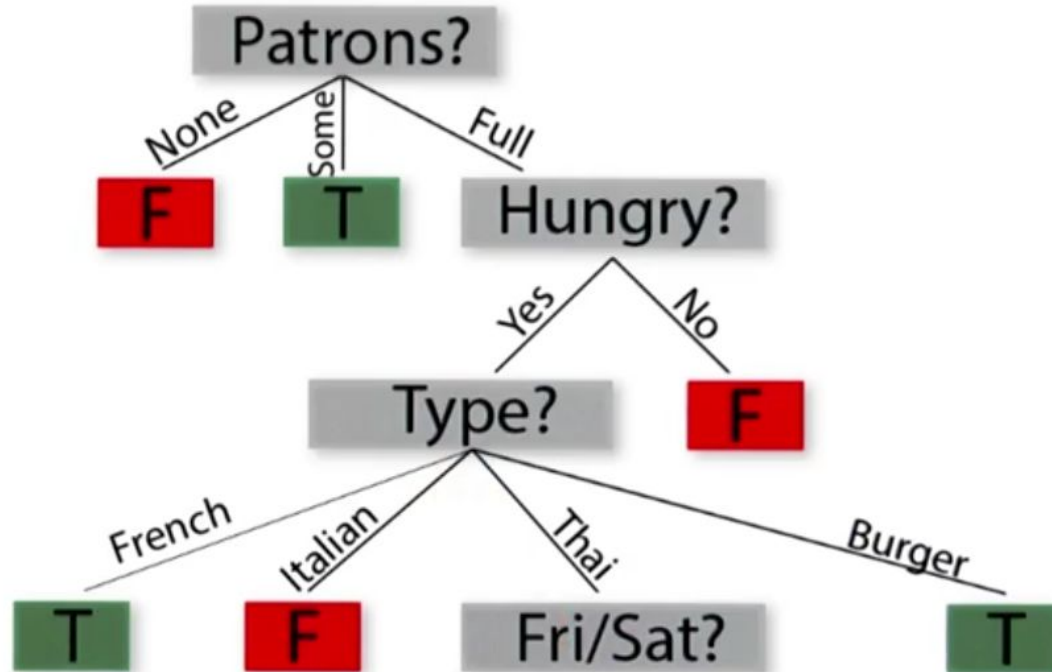 Patrons?
None
Some
Full
F
T
Hungry?
Yes
No
Type?
F
French
Italian
Thai
Burger
T
F
Fri/Sat?
T